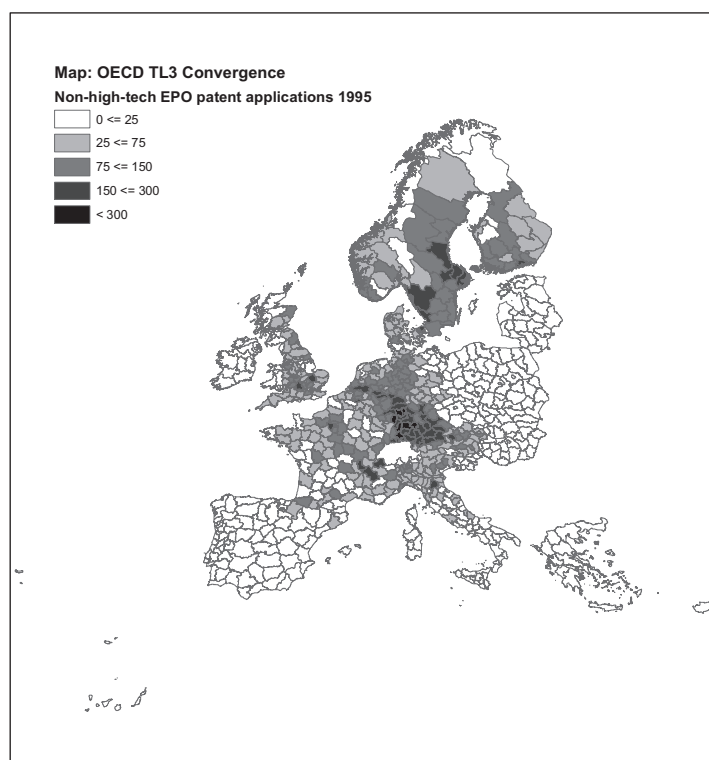 Map: OECD TL3 Convergence
Non-high-tech EPO patent applications 1995
0 <= 25
25 <= 75
75 <= 150
150 <= 300
< 300